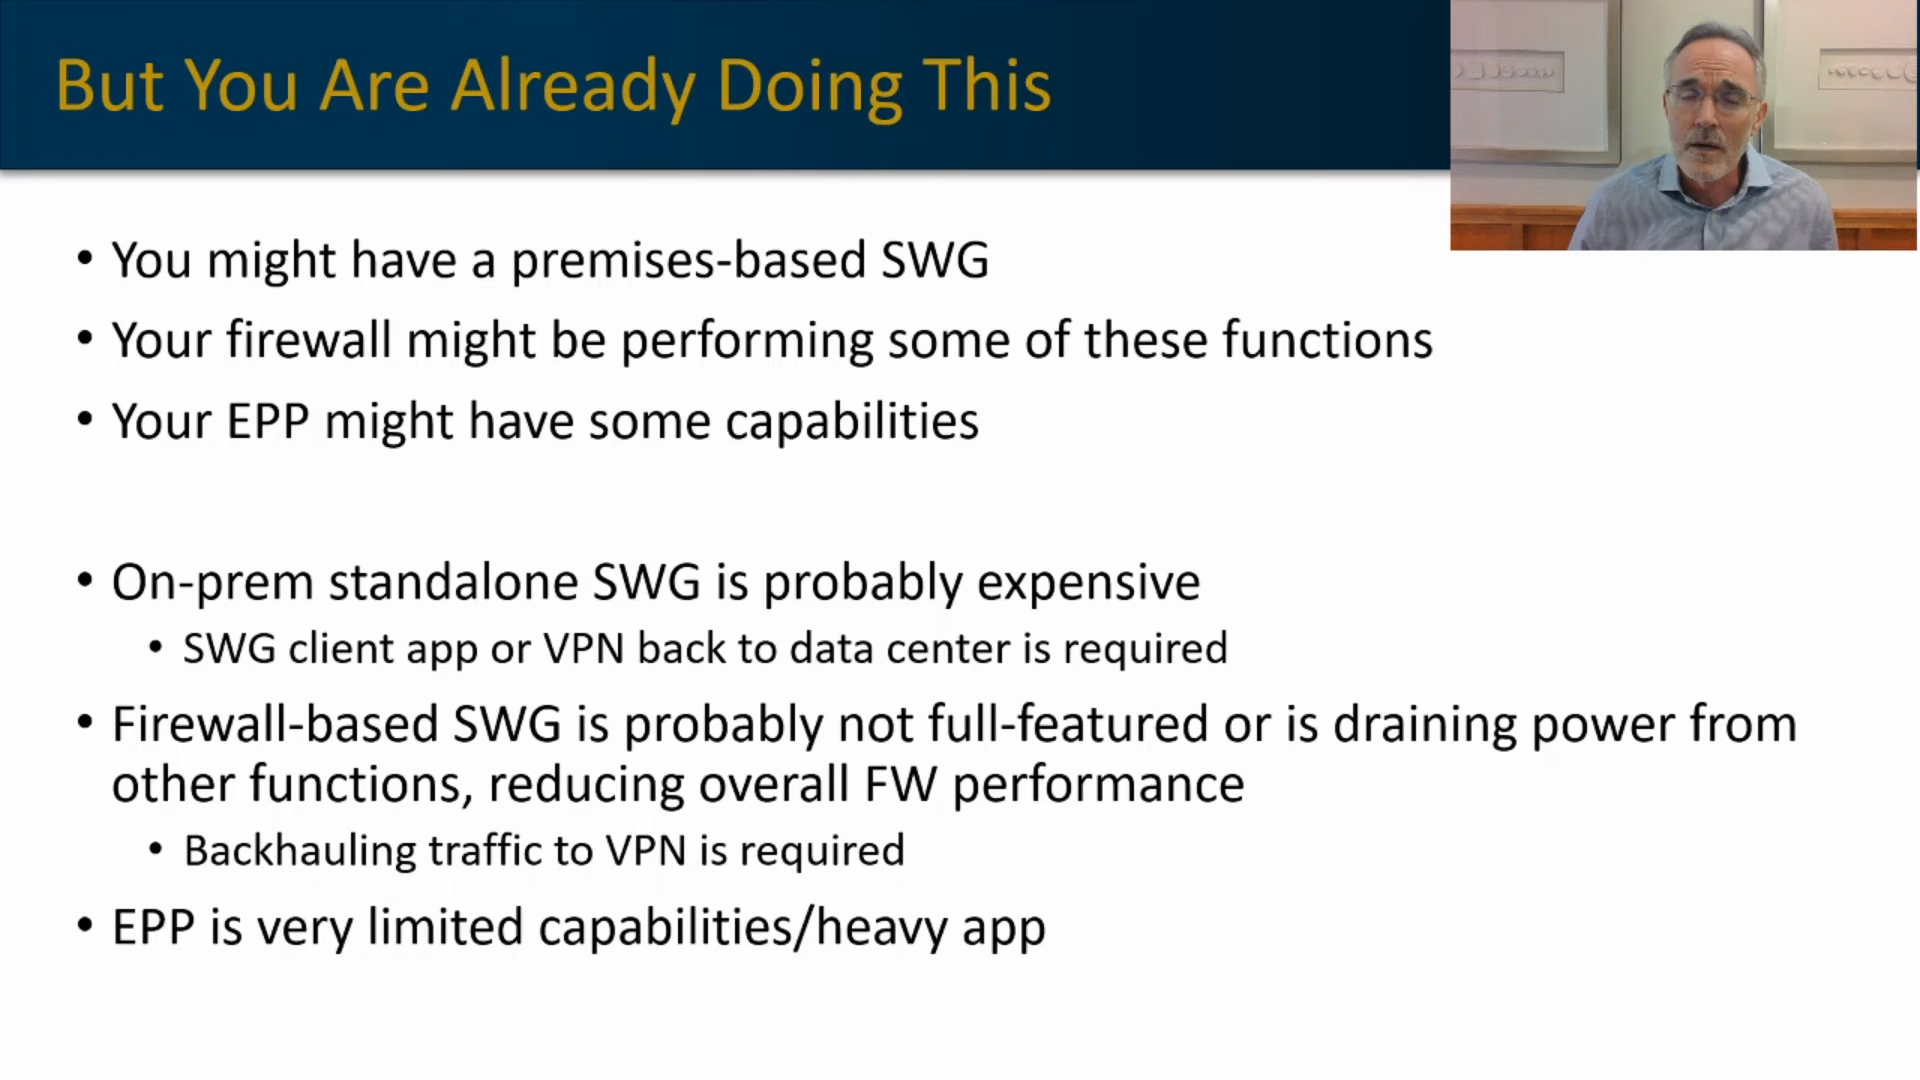 But You Are Already Doing This
• You might have a premises-based SWG
• Your firewall might be performing some of these functions
• Your EPP might have some capabilities
• On-prem standalone SWG is probably expensive
• SWG client app or VPN back to data center is required
• Firewall-based SWG is probably not full-featured or is draining power from
other functions, reducing overall FW performance
• Backhauling traffic to VPN is required
• EPP is very limited capabilities/heavy app